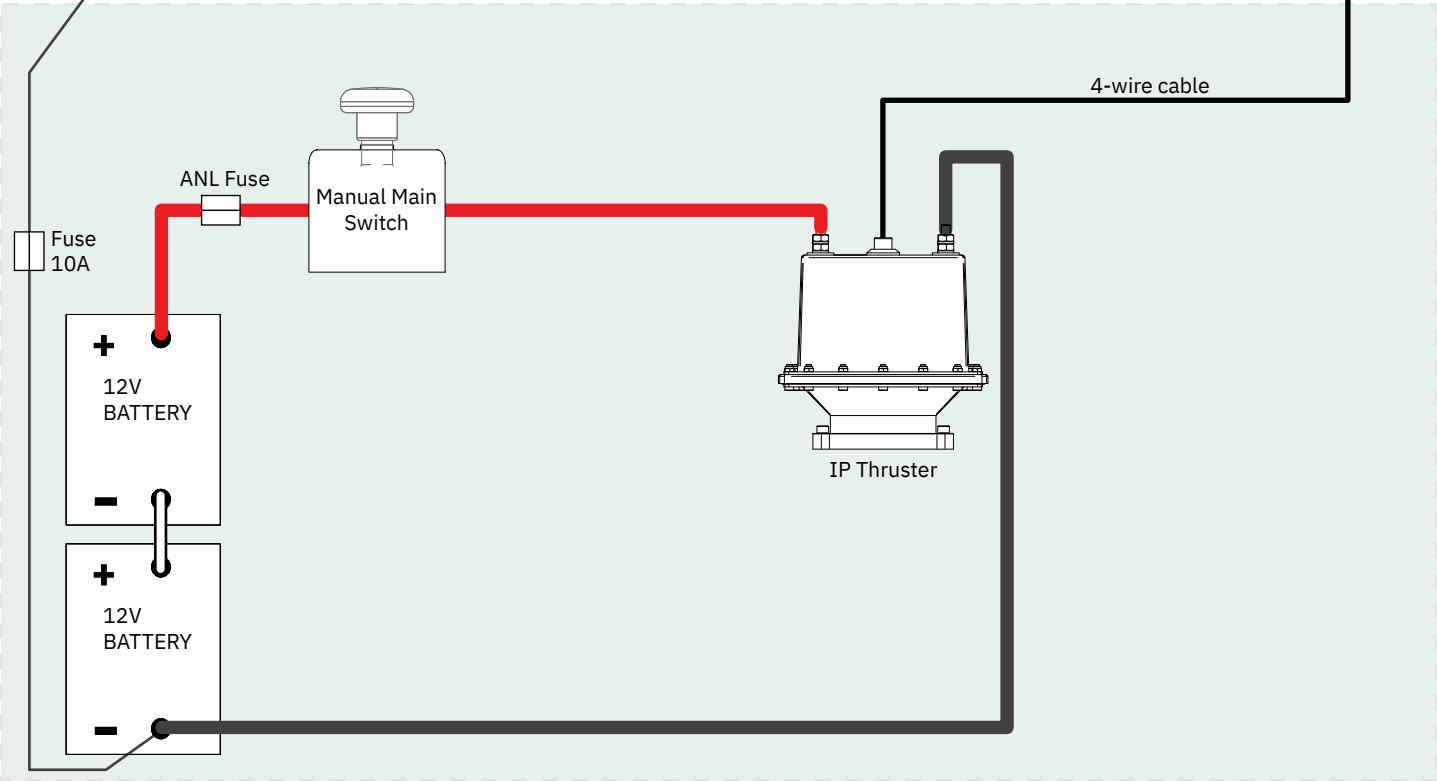 4-wire cable
ANL Fuse
Manual Main
Switch
Fuse
10A
+
12V
BATTERY
-
IP Thruster
+
12V
BATTERY
-